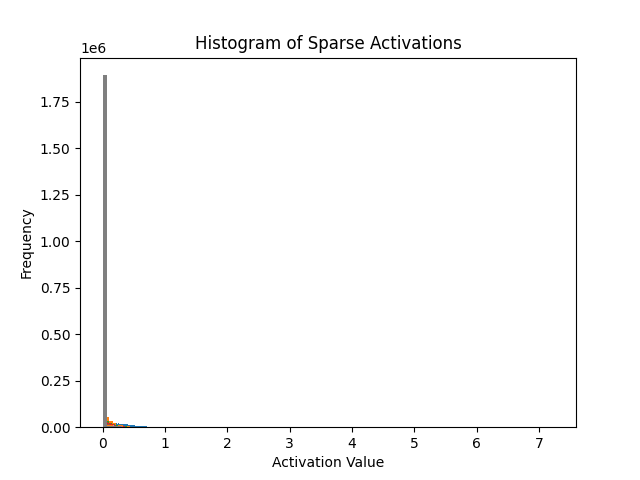 Histogram of Sparse Activations
1e6
1.75
1.50
1.25
1.00
0.75
0.50
0.25
0.00
Frequency
0 1 2 3 4 5 6 7
Activation Value